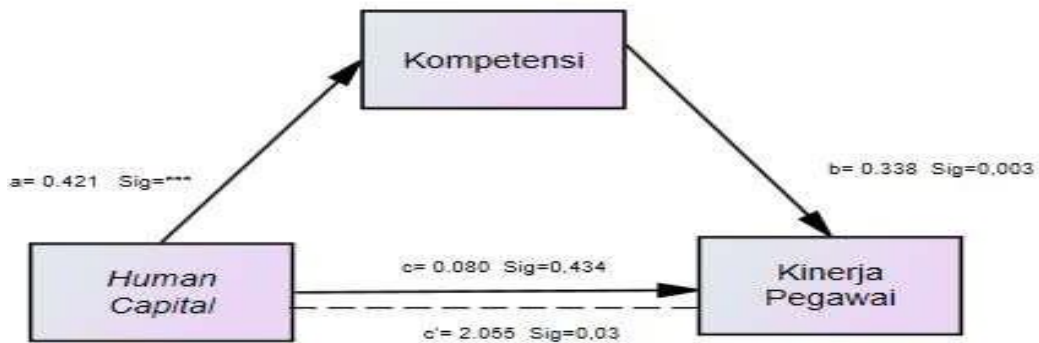 Kompetensi
a= 0.421 Sig=***
b= 0.338 Sig=0,003
Human
Capital
c= 0.080 Sig=0,434
Kinerja
Pegawai
c'= 2.055 Sig=0,03